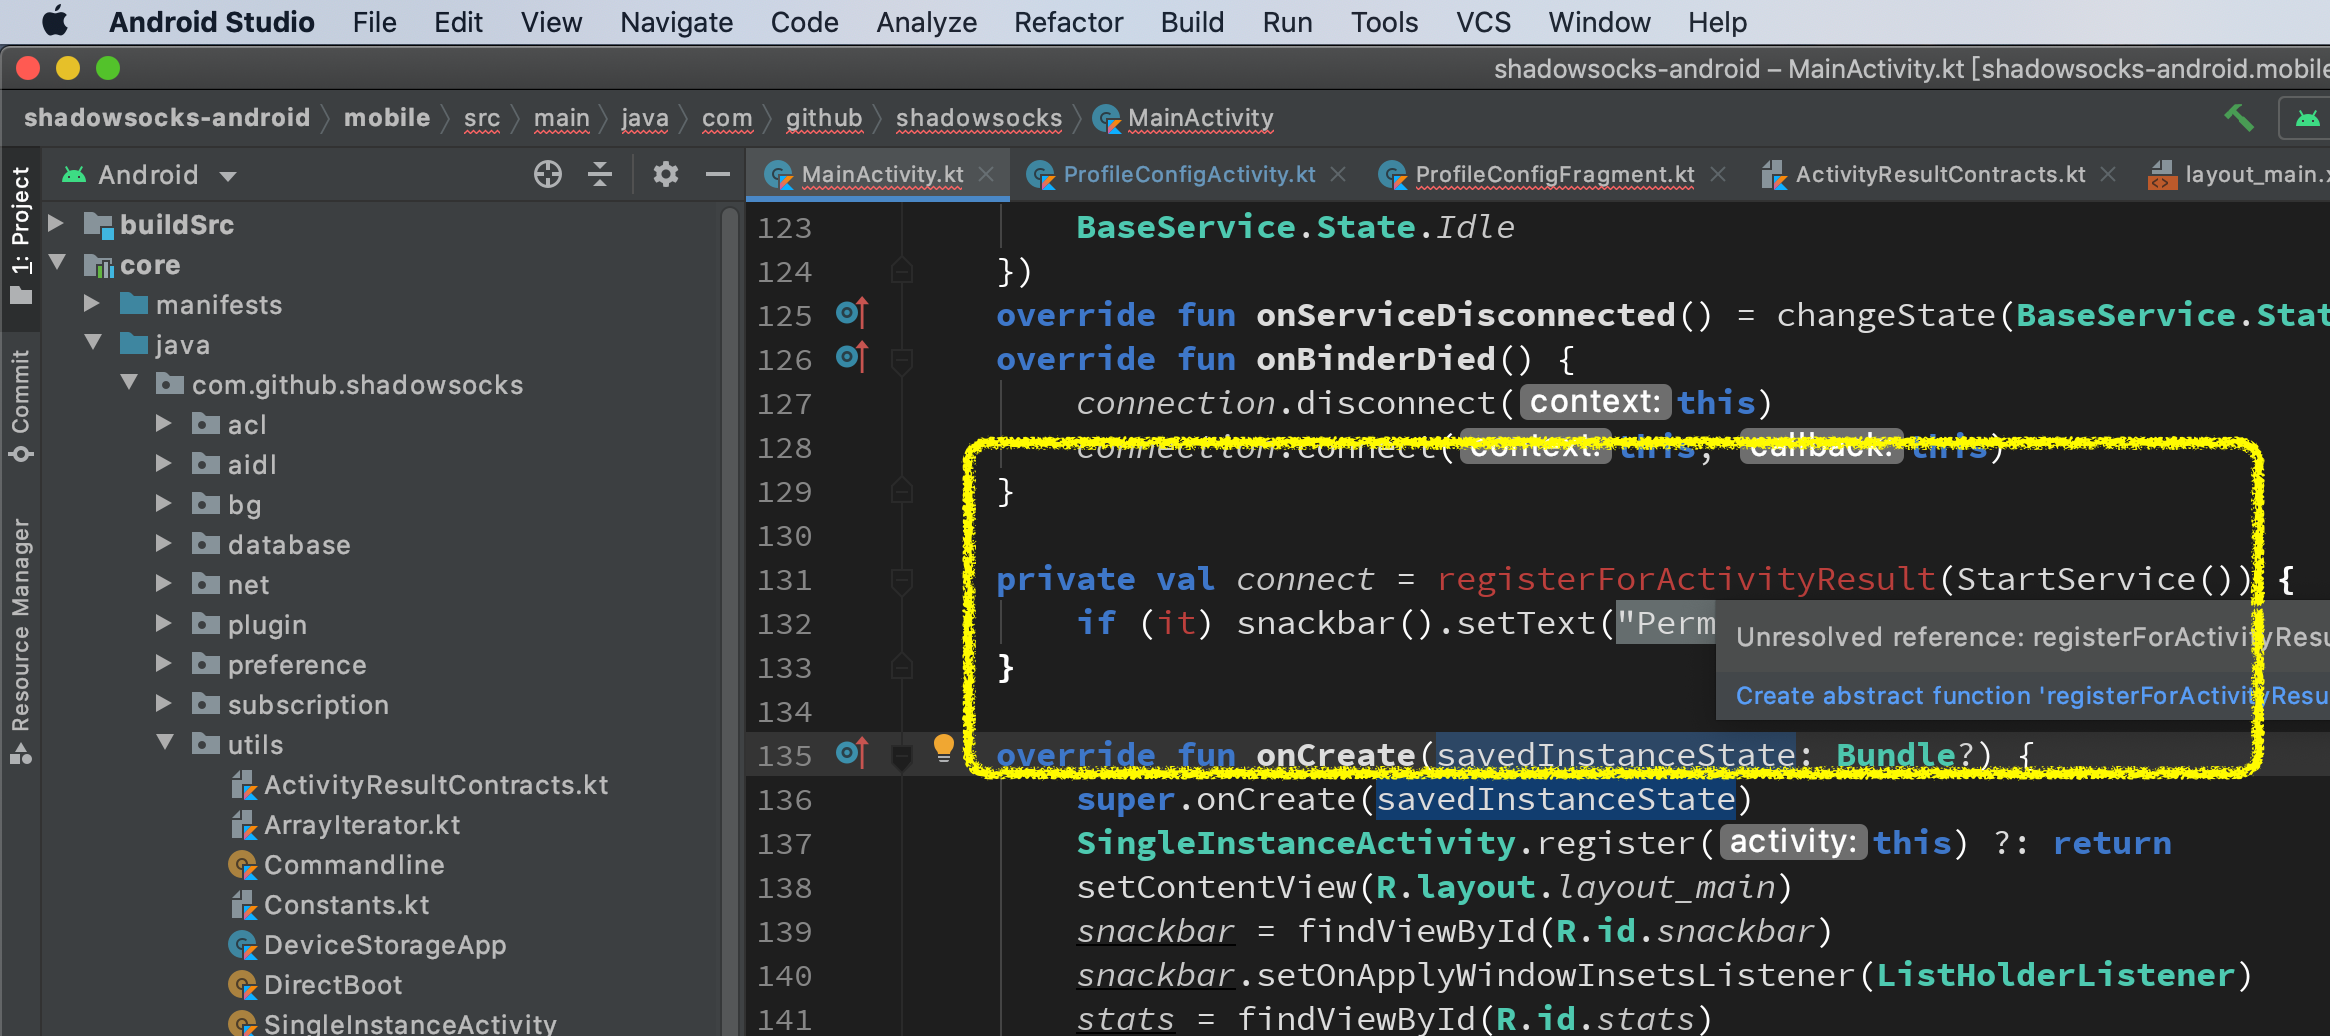 Android Studio File Edit View Navigate Code Analyze Refactor Build Run Tools VCS Window Help
shadowsocks-android – MainActivity.kt [shadowsocks-android.mobile
shadowsocks-android mobile src main java com github shadowsocks MainActivity
1: Project
Commit
Resource Manager
Android
buildSrc
core
manifests
java
com.github.shadowsocks
acl
aidl
bg
database
net
plugin
preference
subscription
utils
ActivityResultContracts.kt
ArrayIterator.kt
Commandline
Constants.kt
DeviceStorageApp
DirectBoot
SingleInstanceActivity
MainActivity.kt ProfileConfigActivity.kt ProfileConfigFragment.kt ActivityResultContracts.kt layout_main.x
123 BaseService.State.Idle
124 })
125 override fun onServiceDisconnected() = changeState(BaseService.Stat
126 override fun onBinderDied() {
127 connection.disconnect( context: this)
128 connection.connect( context: this, callback: this)
129 }
130
131 private val connect = registerForActivityResult(StartService()) {
132 if (it) snackbar().setText("Perm
133 }
134
135 override fun onCreate(savedInstanceState: Bundle?) {
136 super.onCreate(savedInstanceState)
137 SingleInstanceActivity.register( activity: this) ?: return
138 setContentView(R.layout.layout_main)
139 snackbar = findViewById(R.id.snackbar)
140 snackbar.setOnApplyWindowInsetsListener(ListHolderListener)
141 stats = findViewById(R.id.stats)
Unresolved reference: registerForActivityResu
Create abstract function 'registerForActivityResu